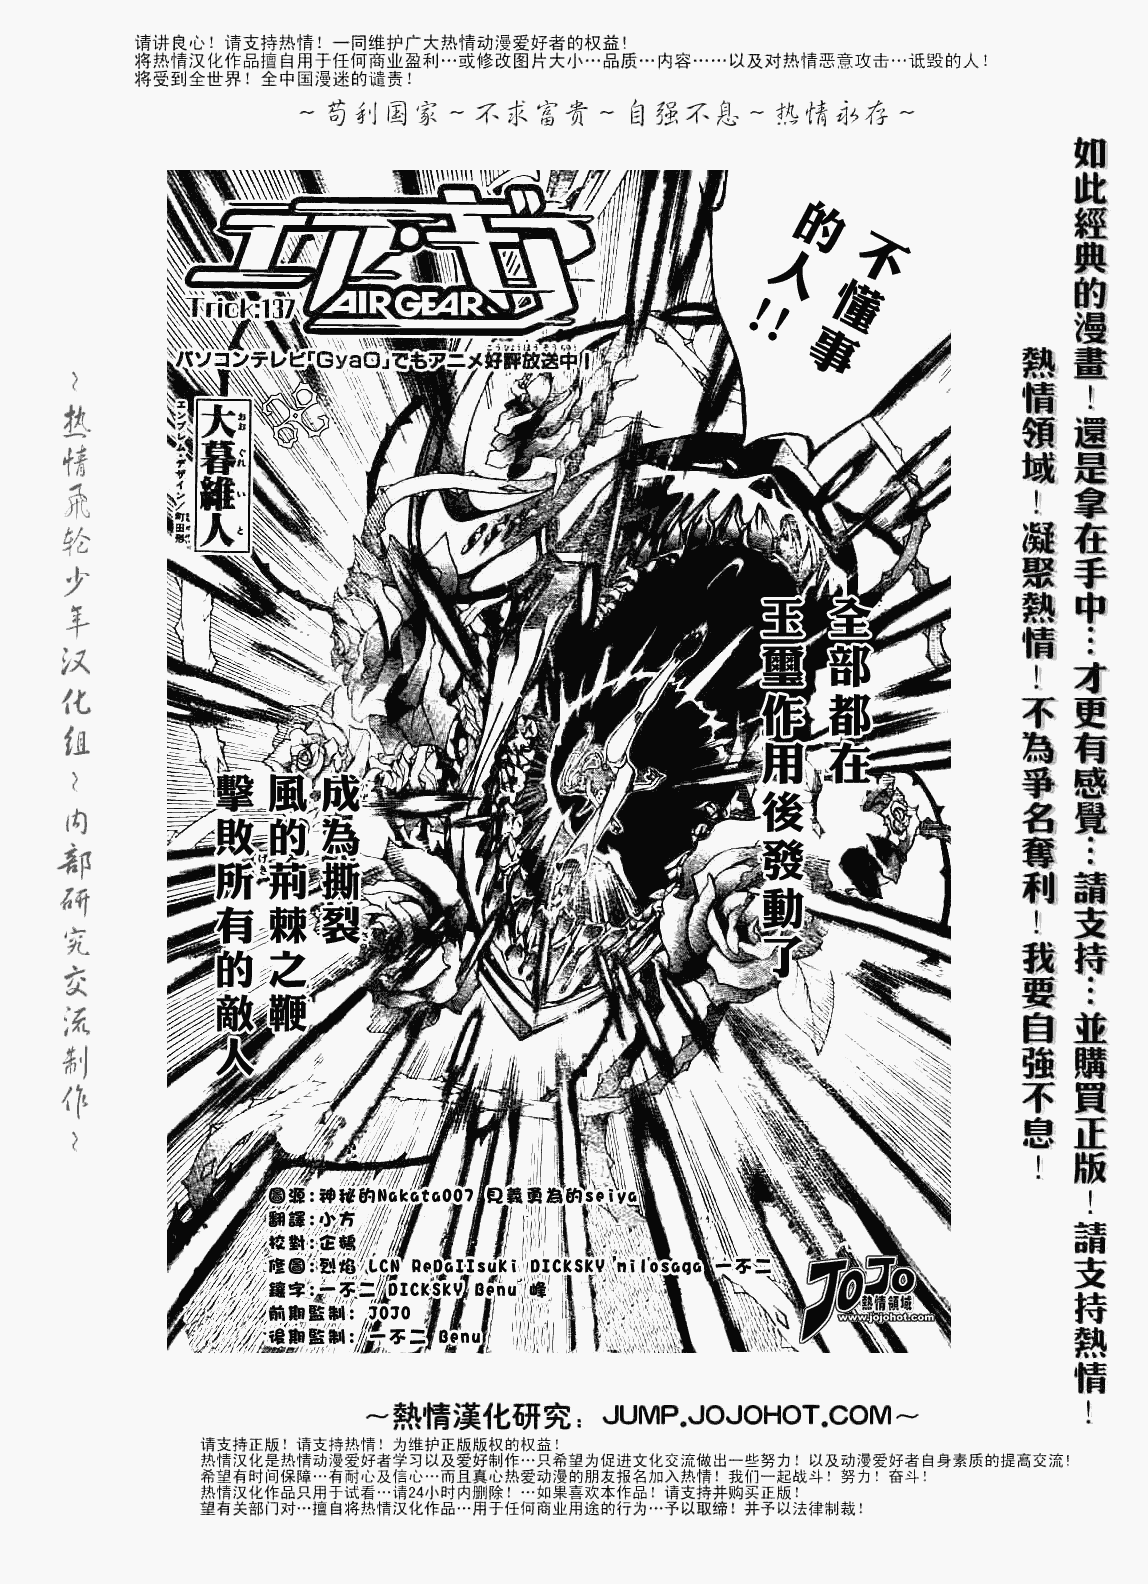 请讲良心！请支持热情！一同维护广大热情动漫爱好者的权益！
将热情汉化作品擅自用于任何商业盈利…或修改图片大小…品质…内容……以及对热情恶意攻击…诋毁的人！
将受到全世界！全中国漫迷的谴责！
～苟利国家～不求富贵～自强不息～热情永存～
如此經典的漫畫！還是拿在手中…才更有感覺…請支持…並購買正版！請支持熱情！
熱情領域！凝聚熱情！不為爭名奪利！我要自強不息！
～热情飛轮少年汉化组～内部研究交流制作～
エア・ギア
AIR GEAR
Trick:137
パソコンテレビ「GyaO」でもアニメ好評放送中！
大暮維人
おおぐれいと
エンブレム・デザイン／町田彫
不懂事
的人!!
全部都在
玉璽作用後發動了
成為撕裂
風的荊棘之鞭
擊敗所有的敵人
圖源:神秘的Nakata007 見義勇為的seiya
翻譯:小方
校對:企鵝
修圖:烈焰 LCN ReDaIIsuki DICKSKY milosaga 一不二
鑲字:一不二 DICKSKY Benu 峰
前期監制: JOJO
後期監制: 一不二 Benu
JOJO
熱情領域
www.jojohot.com
～熱情漢化研究：JUMP.JOJOHOT.COM～
请支持正版！请支持热情！为维护正版版权的权益！
热情汉化是热情动漫爱好者学习以及爱好制作…只希望为促进文化交流做出一些努力！以及动漫爱好者自身素质的提高交流！
希望有时间保障…有耐心及信心…而且真心热爱动漫的朋友报名加入热情！我们一起战斗！努力！奋斗！
热情汉化作品只用于试看…请24小时内删除！…如果喜欢本作品！请支持并购买正版！
望有关部门对…擅自将热情汉化作品…用于任何商业用途的行为…予以取缔！并予以法律制裁！